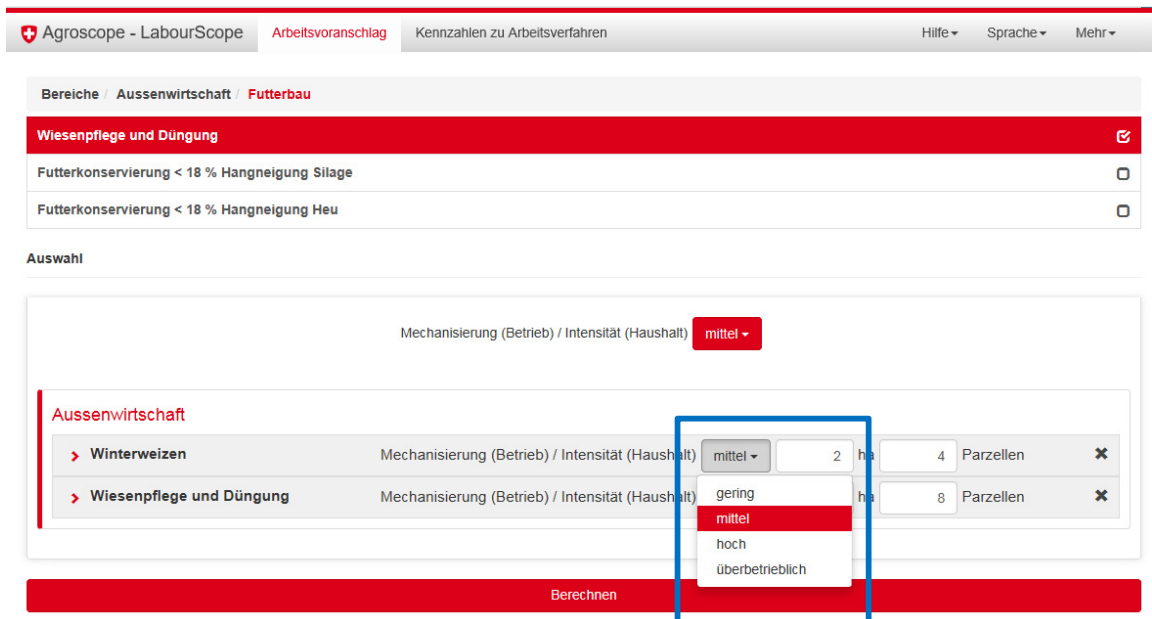 Agroscope - LabourScope Arbeitsvoranschlag Kennzahlen zu Arbeitsverfahren Hilfe Sprache Mehr
Bereiche / Aussenwirtschaft / Futterbau
Wiesenpflege und Düngung
Futterkonservierung < 18 % Hangneigung Silage
Futterkonservierung < 18 % Hangneigung Heu
Auswahl
Mechanisierung (Betrieb) / Intensität (Haushalt) mittel
Aussenwirtschaft
Winterweizen Mechanisierung (Betrieb) / Intensität (Haushalt) mittel 2 ha 4 Parzellen
Wiesenpflege und Düngung Mechanisierung (Betrieb) / Intensität (Haushalt) ha 8 Parzellen
gering
mittel
hoch
überbetrieblich
Berechnen